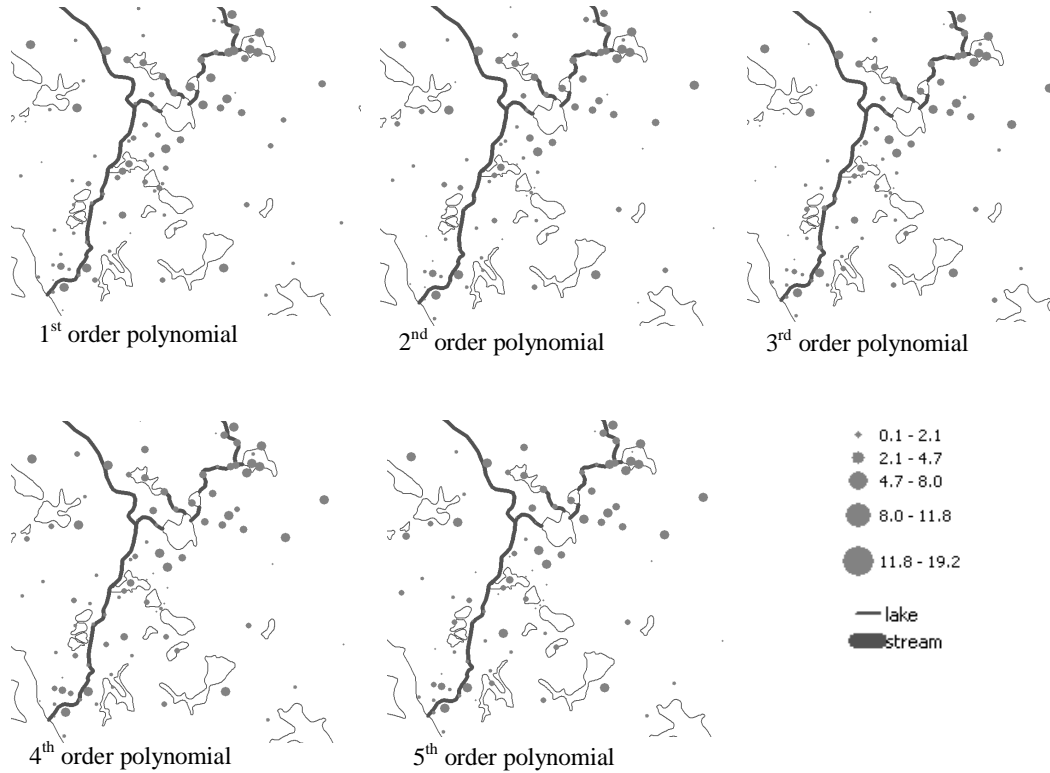 1st order polynomial
2nd order polynomial
3rd order polynomial
4th order polynomial
5th order polynomial
0.1 - 2.1
2.1 - 4.7
4.7 - 8.0
8.0 - 11.8
11.8 - 19.2
lake
stream